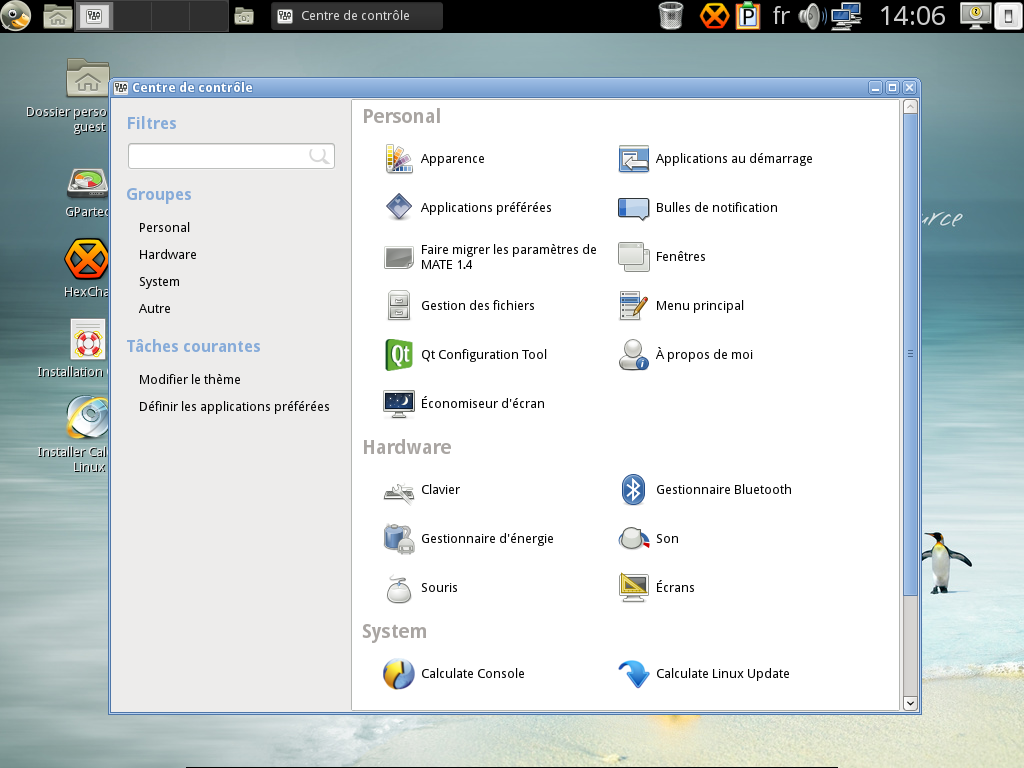 Centre de contrôle
fr
14:06
Dossier perso
guest
GParted
HexCha
Installation
Installer Cal
Linux
urce
Centre de contrôle
Filtres
Groupes
Personal
Hardware
System
Autre
Tâches courantes
Modifier le thème
Définir les applications préférées
Personal
Apparence
Applications au démarrage
Applications préférées
Bulles de notification
Faire migrer les paramètres de
MATE 1.4
Fenêtres
Gestion des fichiers
Menu principal
Qt Configuration Tool
À propos de moi
Économiseur d'écran
Hardware
Clavier
Gestionnaire Bluetooth
Gestionnaire d'énergie
Son
Souris
Écrans
System
Calculate Console
Calculate Linux Update